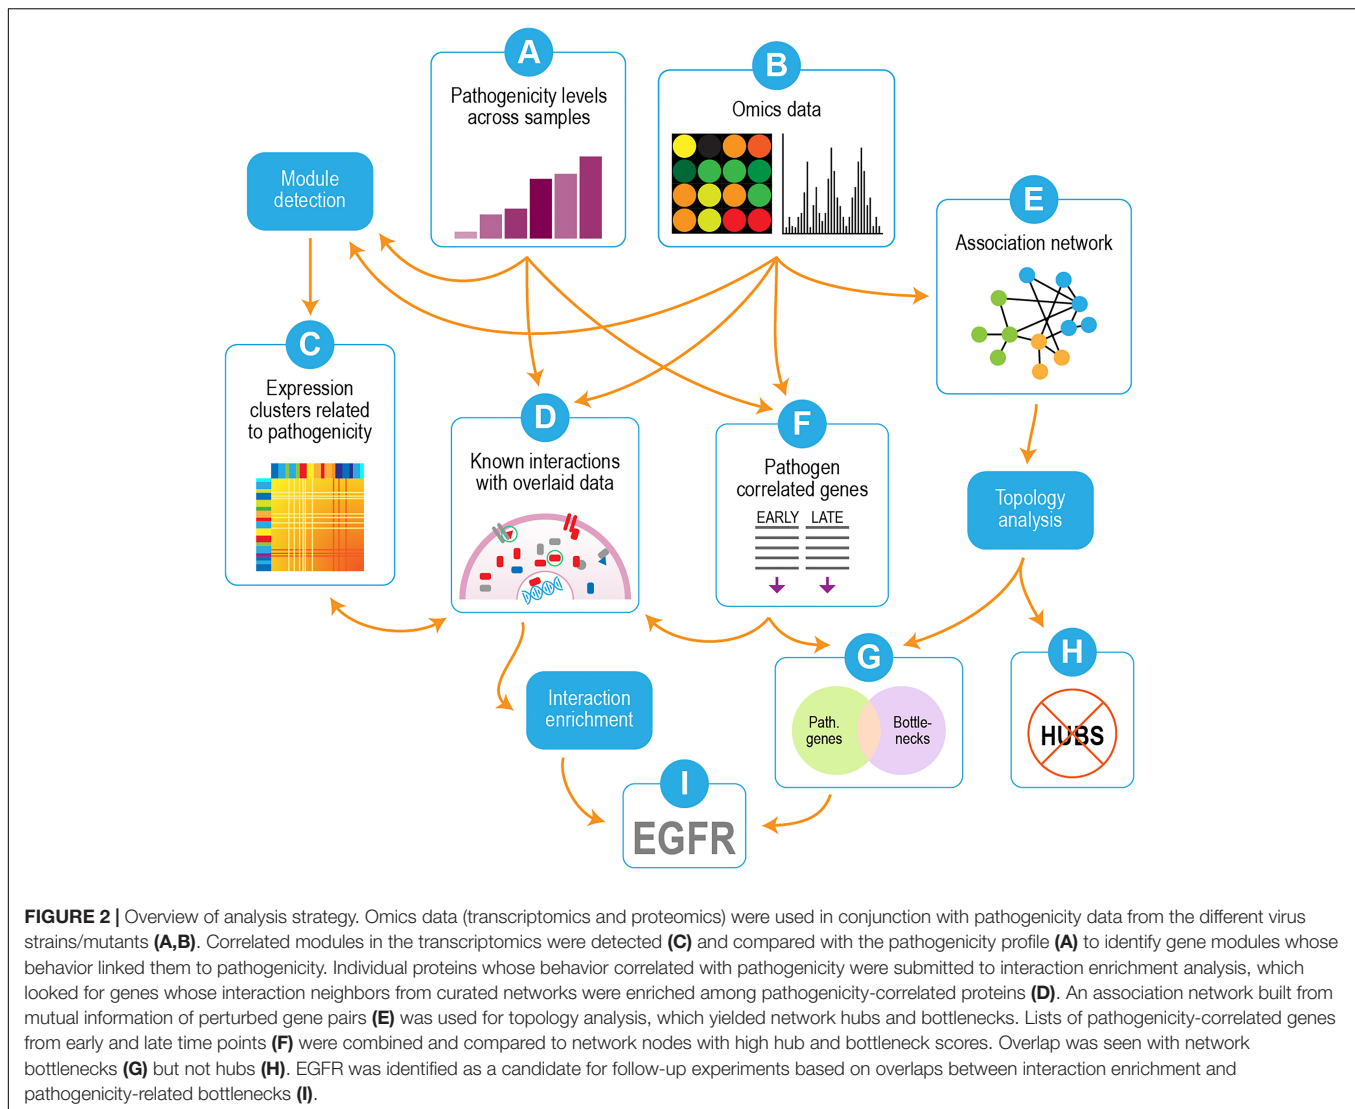 A
Pathogenicity levels
across samples
B
Omics data
Module
detection
E
Association network
C
Expression
clusters related
to pathogenicity
D
Known interactions
with overlaid data
F
Pathogen
correlated genes
EARLY LATE
Topology
analysis
Interaction
enrichment
G
Path.
genes
Bottle-
necks
H
HUBS
I
EGFR
FIGURE 2 | Overview of analysis strategy. Omics data (transcriptomics and proteomics) were used in conjunction with pathogenicity data from the different virus
strains/mutants (A,B). Correlated modules in the transcriptomics were detected (C) and compared with the pathogenicity profile (A) to identify gene modules whose
behavior linked them to pathogenicity. Individual proteins whose behavior correlated with pathogenicity were submitted to interaction enrichment analysis, which
looked for genes whose interaction neighbors from curated networks were enriched among pathogenicity-correlated proteins (D). An association network built from
mutual information of perturbed gene pairs (E) was used for topology analysis, which yielded network hubs and bottlenecks. Lists of pathogenicity-correlated genes
from early and late time points (F) were combined and compared to network nodes with high hub and bottleneck scores. Overlap was seen with network
bottlenecks (G) but not hubs (H). EGFR was identified as a candidate for follow-up experiments based on overlaps between interaction enrichment and
pathogenicity-related bottlenecks (I).